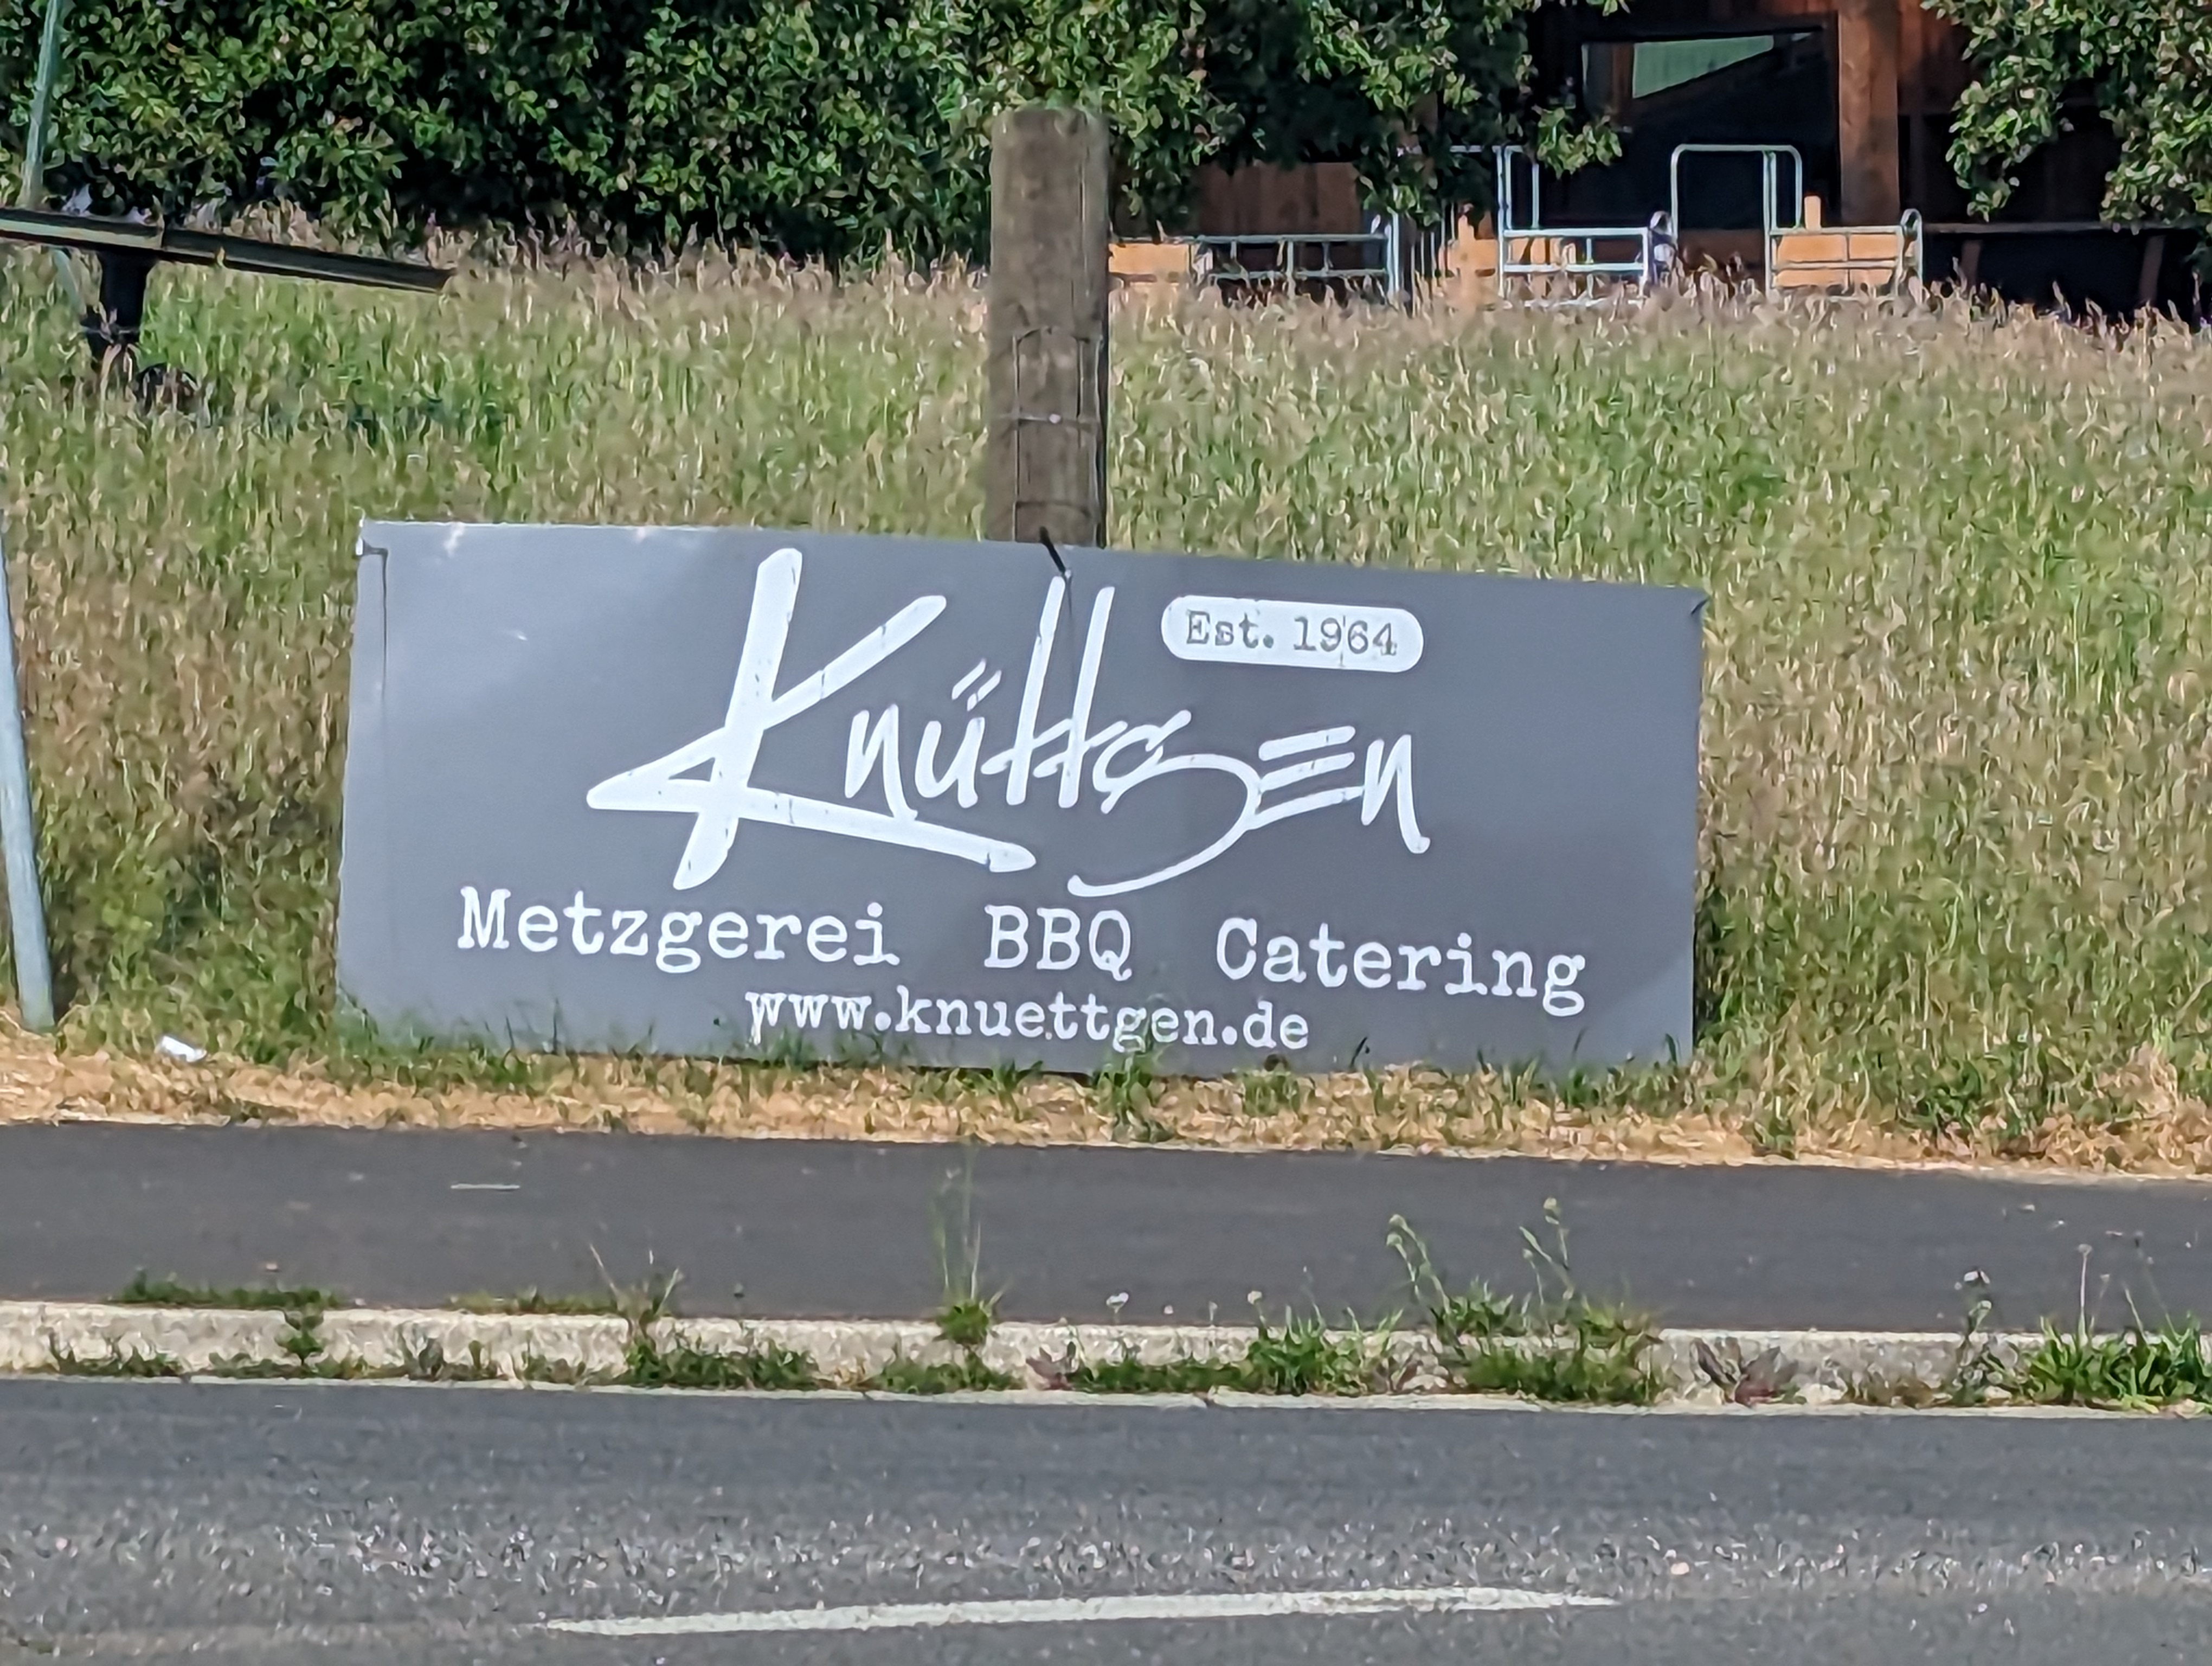 Est. 1964
Knüttgen
Metzgerei BBQ Catering
www.knuettgen.de